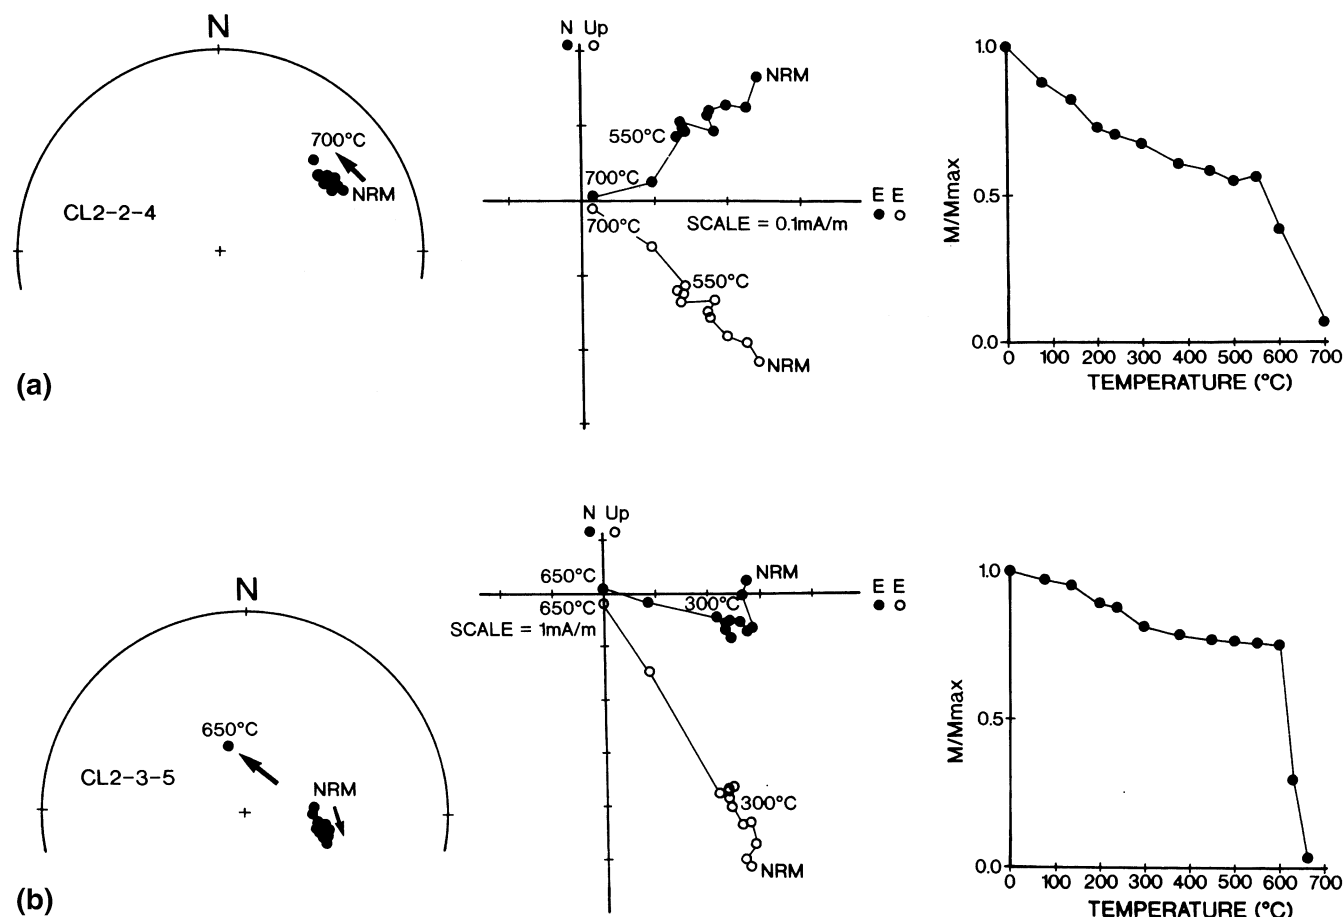 N
700°C
NRM
CL2-2-4
N Up
NRM
550°C
700°C
E E
SCALE = 0.1mA/m
700°C
550°C
NRM
M/Mmax
1.0
0.5
0.0
0 100 200 300 400 500 600 700
TEMPERATURE (°C)
(a)
N
650°C
CL2-3-5
NRM
N Up
650°C
NRM
300°C
E E
650°C
SCALE = 1mA/m
300°C
NRM
M/Mmax
1.0
0.5
0.0
0 100 200 300 400 500 600 700
TEMPERATURE (°C)
(b)